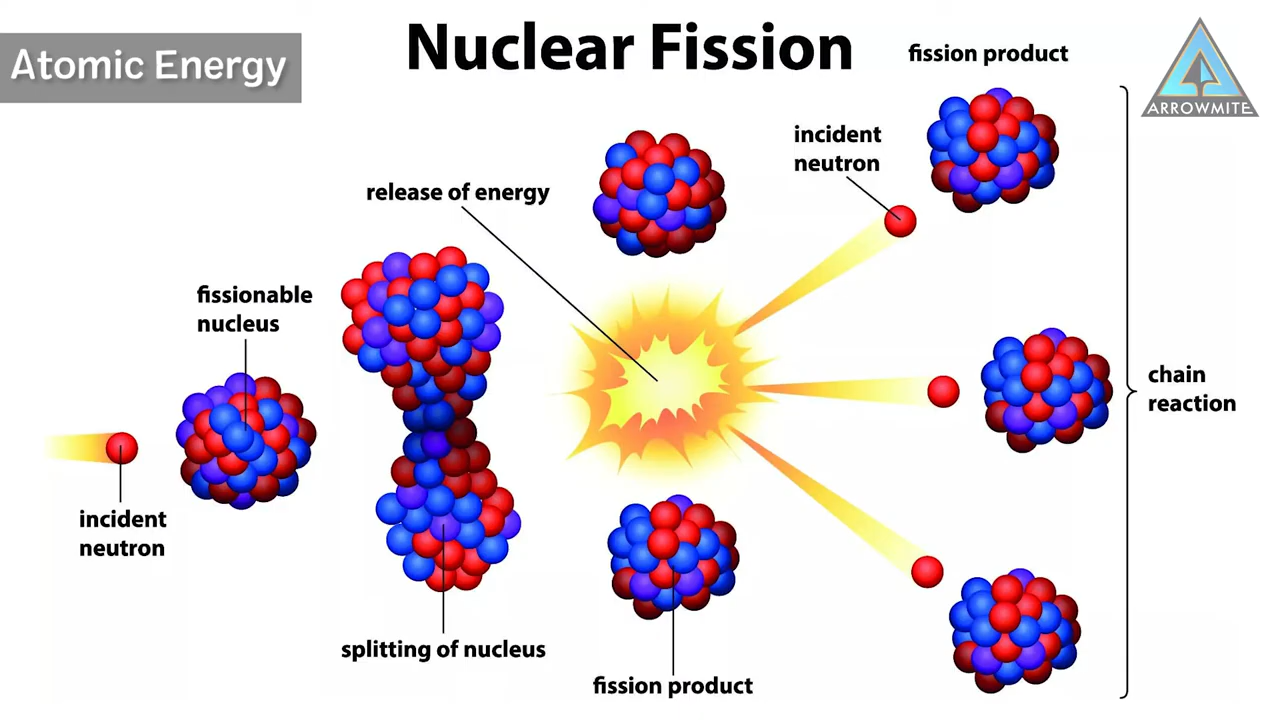 Atomic Energy
Nuclear Fission
fission product
ARROWMITE
incident
neutron
release of energy
fissionable
nucleus
chain
reaction
incident
neutron
splitting of nucleus
fission product